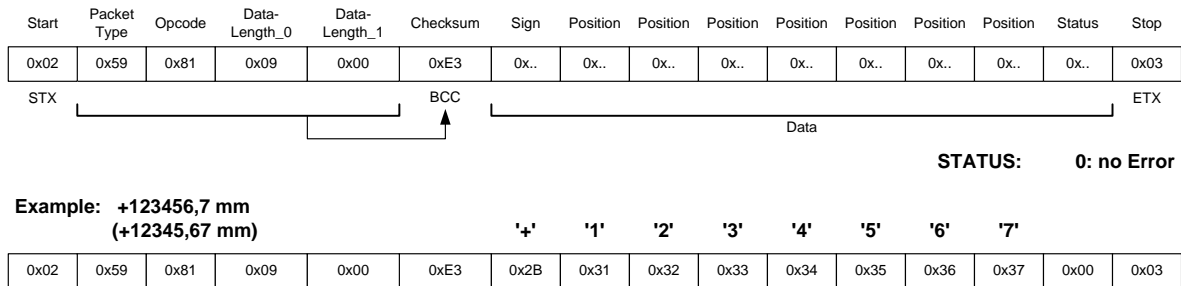 Start Packet Type Opcode Data-Length_0 Data-Length_1 Checksum Sign Position Position Position Position Position Position Position Status Stop
0x02 0x59 0x81 0x09 0x00 0xE3 0x.. 0x.. 0x.. 0x.. 0x.. 0x.. 0x.. 0x.. 0x.. 0x03
STX BCC ETX
Data
STATUS: 0: no Error
Example: +123456,7 mm
(+12345,67 mm) '+' '1' '2' '3' '4' '5' '6' '7'
0x02 0x59 0x81 0x09 0x00 0xE3 0x2B 0x31 0x32 0x33 0x34 0x35 0x36 0x37 0x00 0x03